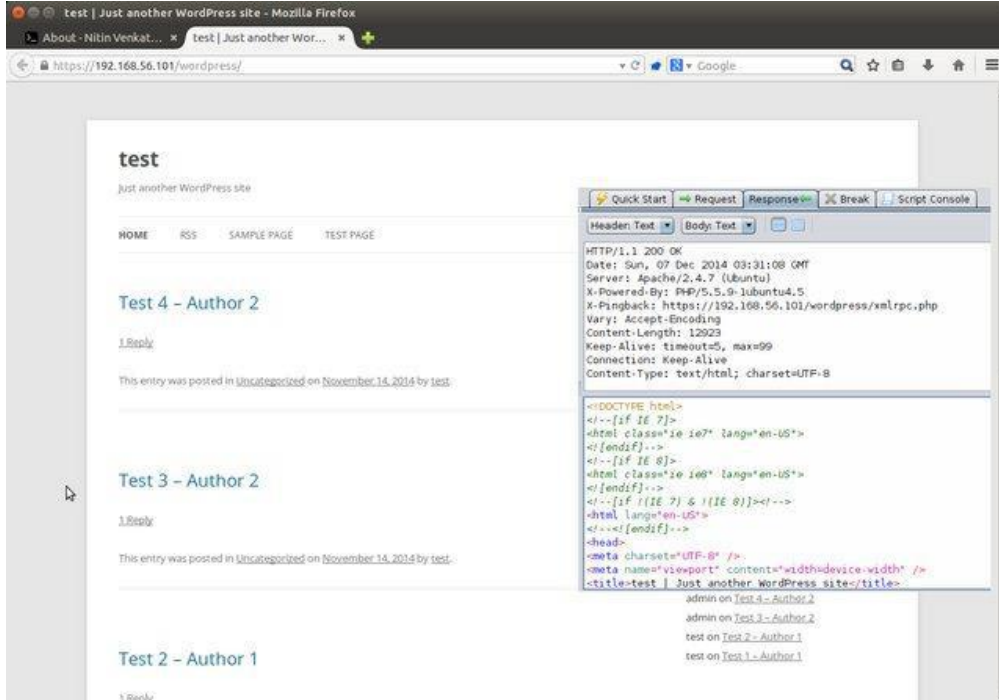 test | Just another WordPress site - Mozilla Firefox
About - Nitin Venkat... × test | Just another Wor... ×
https://192.168.56.101/wordpress/
Google
test
Just another WordPress site
HOME RSS SAMPLE PAGE TEST PAGE
Test 4 – Author 2
1 Reply
This entry was posted in Uncategorized on November 14, 2014 by test.
Test 3 – Author 2
1 Reply
This entry was posted in Uncategorized on November 14, 2014 by test.
Test 2 – Author 1
1 Reply
Quick Start Request Response Break Script Console
Header: Text Body: Text
HTTP/1.1 200 OK
Date: Sun, 07 Dec 2014 03:31:08 GMT
Server: Apache/2.4.7 (Ubuntu)
X-Powered-By: PHP/5.5.9-1ubuntu4.5
X-Pingback: https://192.168.56.101/wordpress/xmlrpc.php
Vary: Accept-Encoding
Content-Length: 12923
Keep-Alive: timeout=5, max=99
Connection: Keep-Alive
Content-Type: text/html; charset=UTF-8
<!DOCTYPE html>
<!--[if IE 7]>
<html class="ie ie7" lang="en-US">
<![endif]-->
<!--[if IE 8]>
<html class="ie ie8" lang="en-US">
<![endif]-->
<!--[if !(IE 7) & !(IE 8)]><!-->
<html lang="en-US">
<!--<![endif]-->
<head>
<meta charset="UTF-8" />
<meta name="viewport" content="width=device-width" />
<title>test | Just another WordPress site</title>
admin on Test 4 – Author 2
admin on Test 3 – Author 2
test on Test 2 – Author 1
test on Test 1 – Author 1